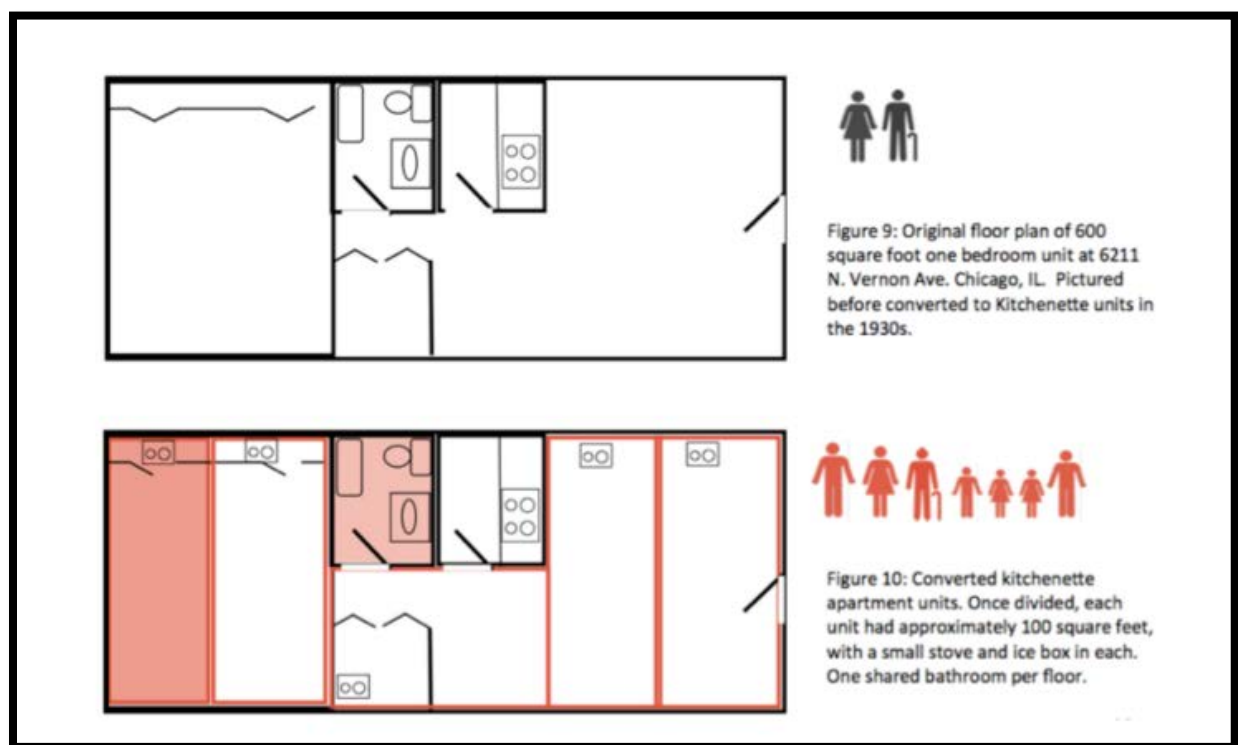 Figure 9: Original floor plan of 600
square foot one bedroom unit at 6211
N. Vernon Ave. Chicago, IL.  Pictured
before converted to Kitchenette units in
the 1930s.
Figure 10: Converted kitchenette
apartment units. Once divided, each
unit had approximately 100 square feet,
with a small stove and ice box in each.
One shared bathroom per floor.